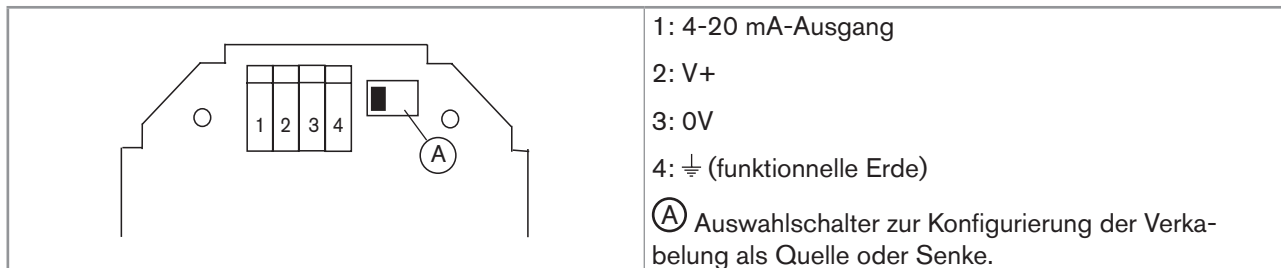 1 2 3 4
A
1: 4-20 mA-Ausgang
2: V+
3: 0V
4: ⏚ (funktionnelle Erde)
Ⓐ Auswahlschalter zur Konfigurierung der Verka-
belung als Quelle oder Senke.